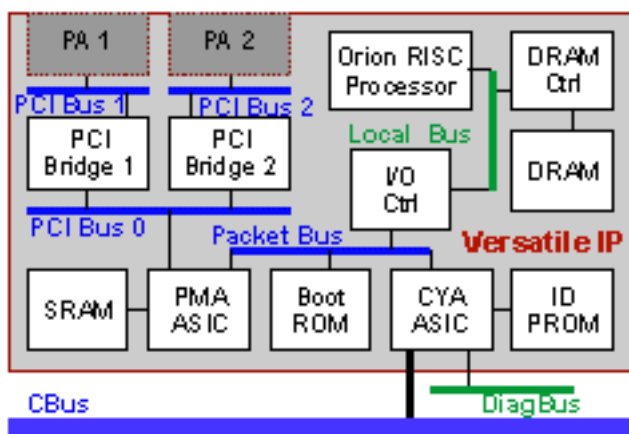 PA 1
PA 2
Orion RISC
Processor
DRAM
Ctrl
PCI Bus 1
PCI Bus 2
PCI
Bridge 1
PCI
Bridge 2
Local Bus
I/O
Ctrl
DRAM
PCI Bus 0
Packet Bus
Versatile IP
SRAM
PMA
ASIC
Boot
ROM
CYA
ASIC
ID
PROM
CBus
DiagBus